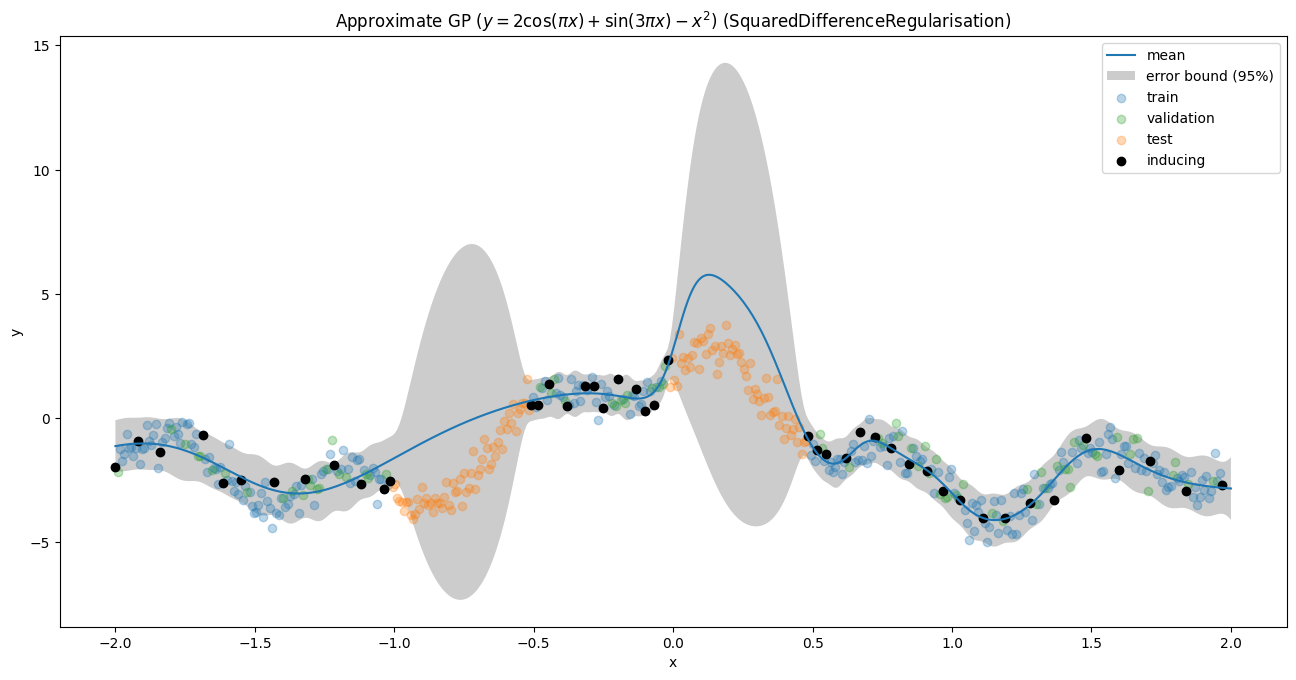 Approximate GP (y = 2cos(πx) + sin(3πx) − x²) (SquaredDifferenceRegularisation)
15
10
5
0
−5
y
−2.0 −1.5 −1.0 −0.5 0.0 0.5 1.0 1.5 2.0
x
mean
error bound (95%)
train
validation
test
inducing